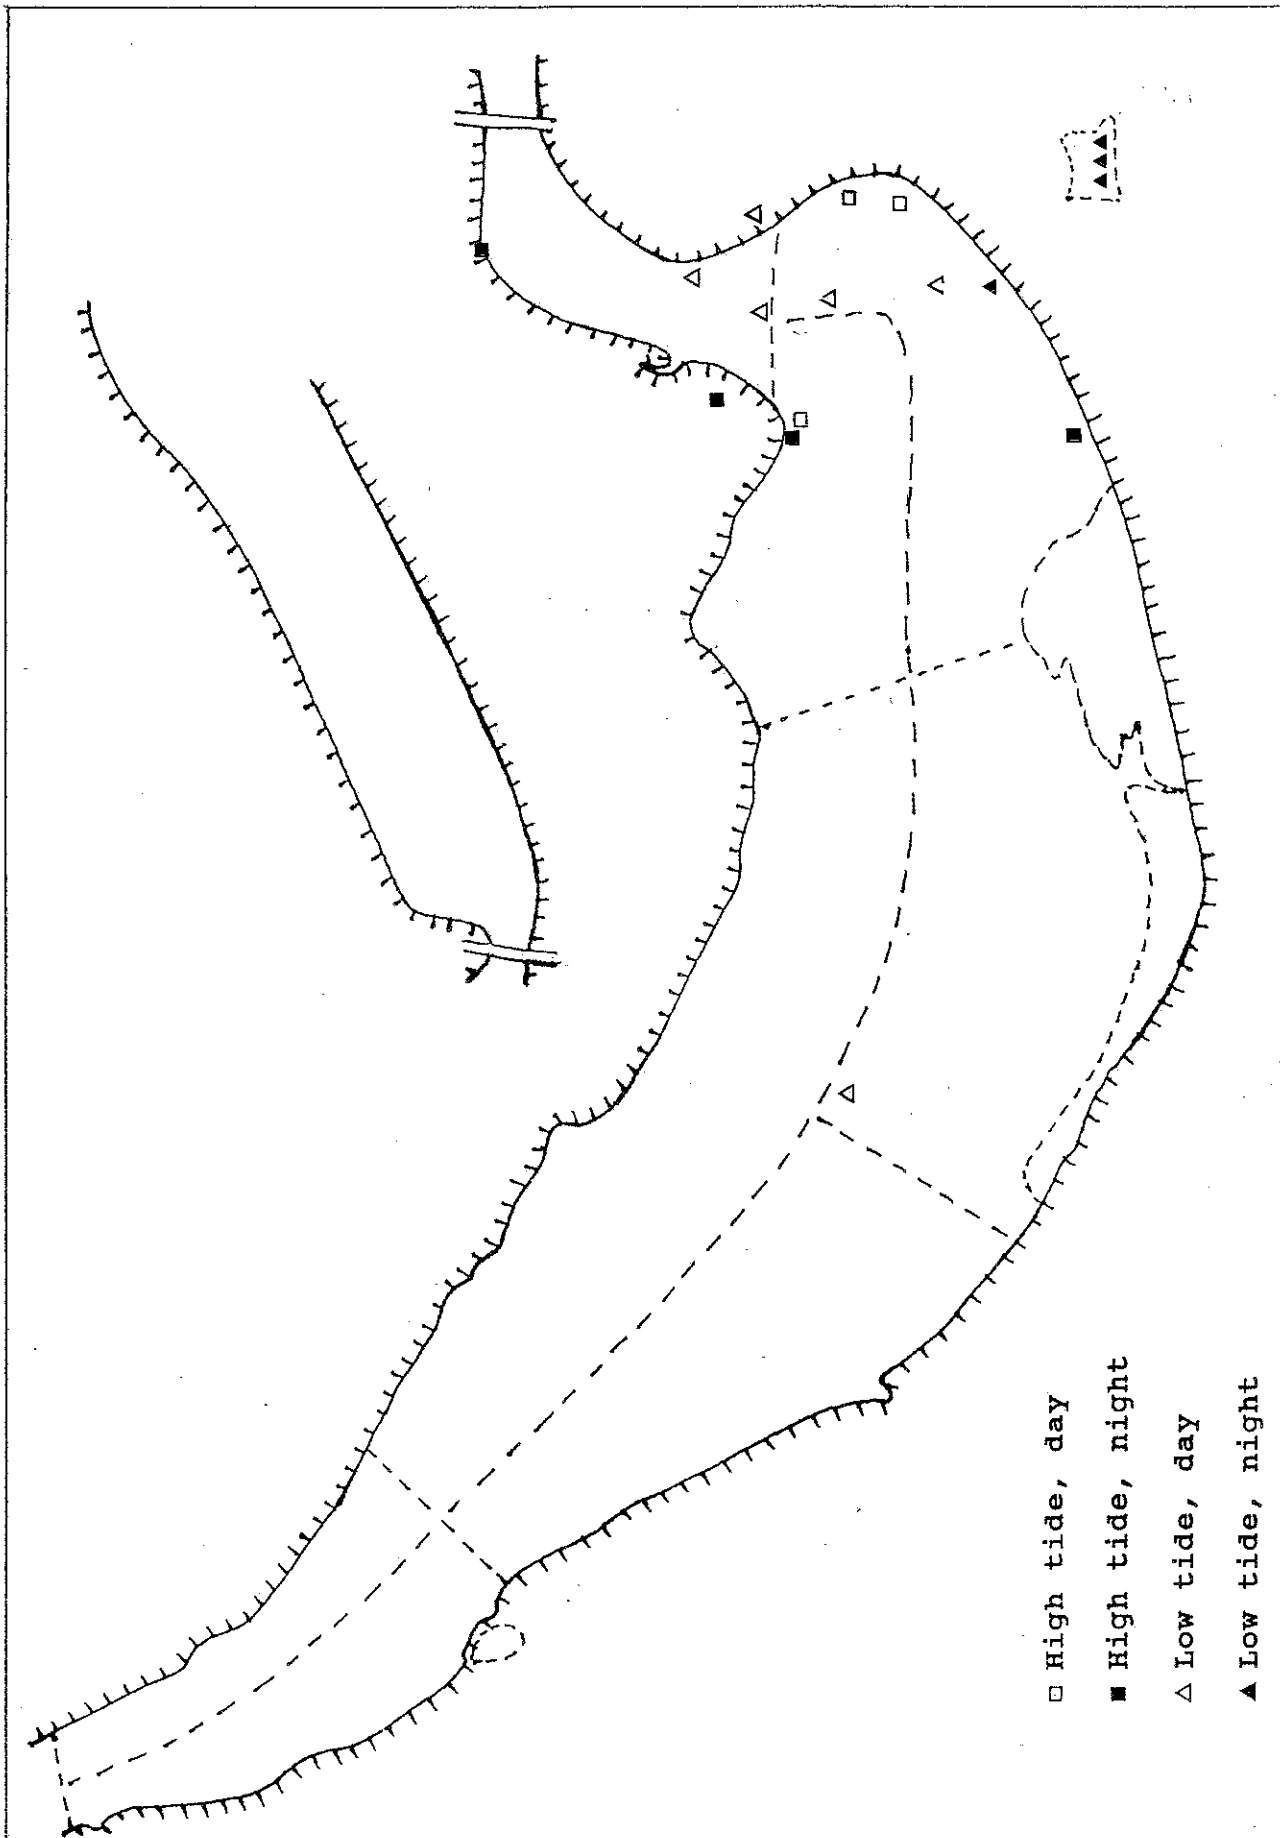 □ High tide, day
■ High tide, night
△ Low tide, day
▲ Low tide, night